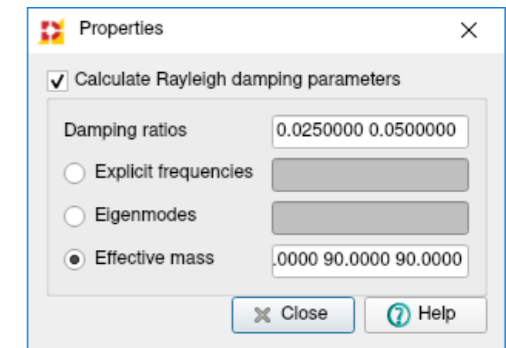 Properties
Calculate Rayleigh damping parameters
Damping ratios 0.0250000 0.0500000
Explicit frequencies
Eigenmodes
Effective mass .0000 90.0000 90.0000
Close Help